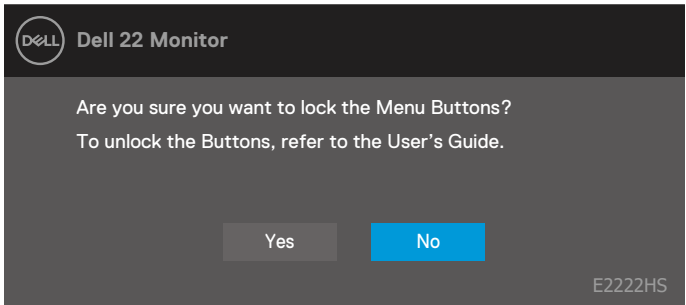 DELL
Dell 22 Monitor
Are you sure you want to lock the Menu Buttons?
To unlock the Buttons, refer to the User’s Guide.
Yes No
E2222HS